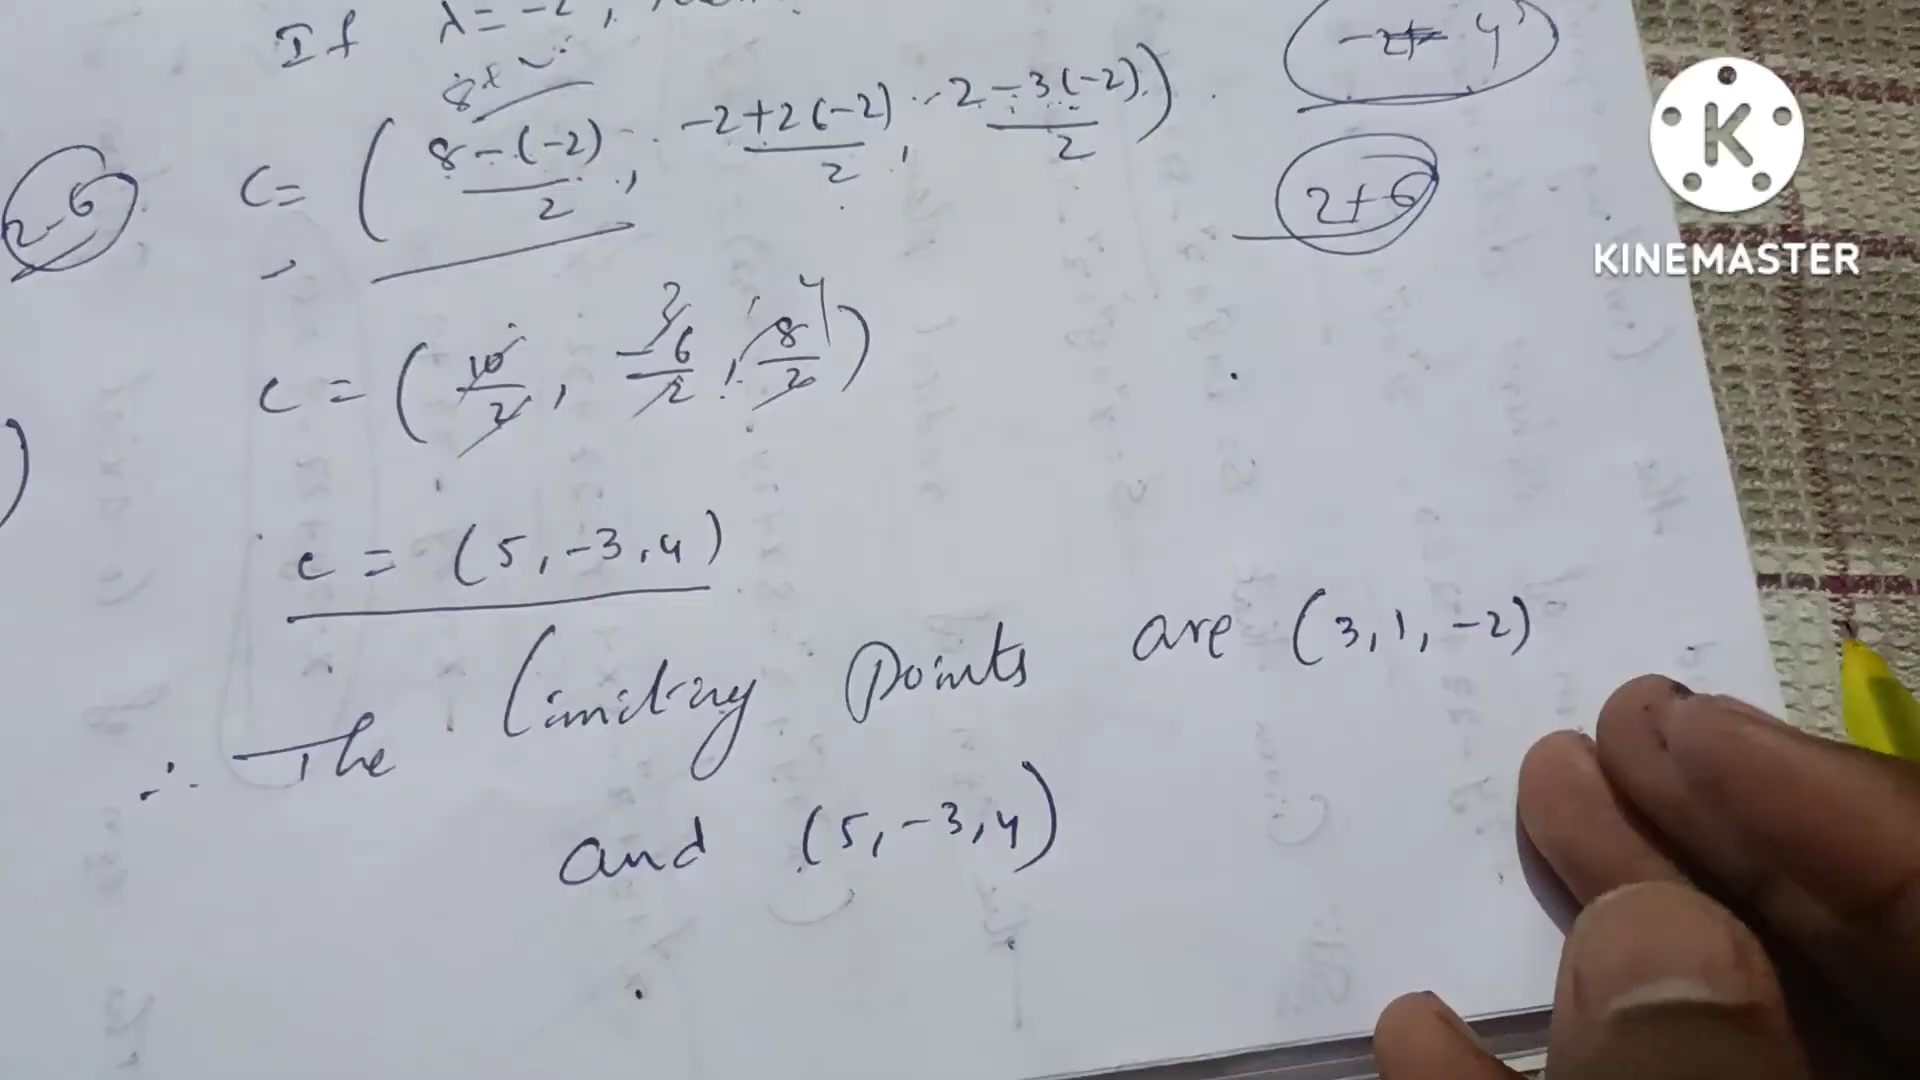 If λ = -2,
C = ( 8-(-2)/2 , -2+2(-2)/2 , 2-3(-2)/2 )
2-6
2+6
C = ( 10/2 , -6/2 , 8/2 )
C = (5, -3, 4)
∴ The limiting points are (3, 1, -2)
and (5, -3, 4)
K
KINEMASTER